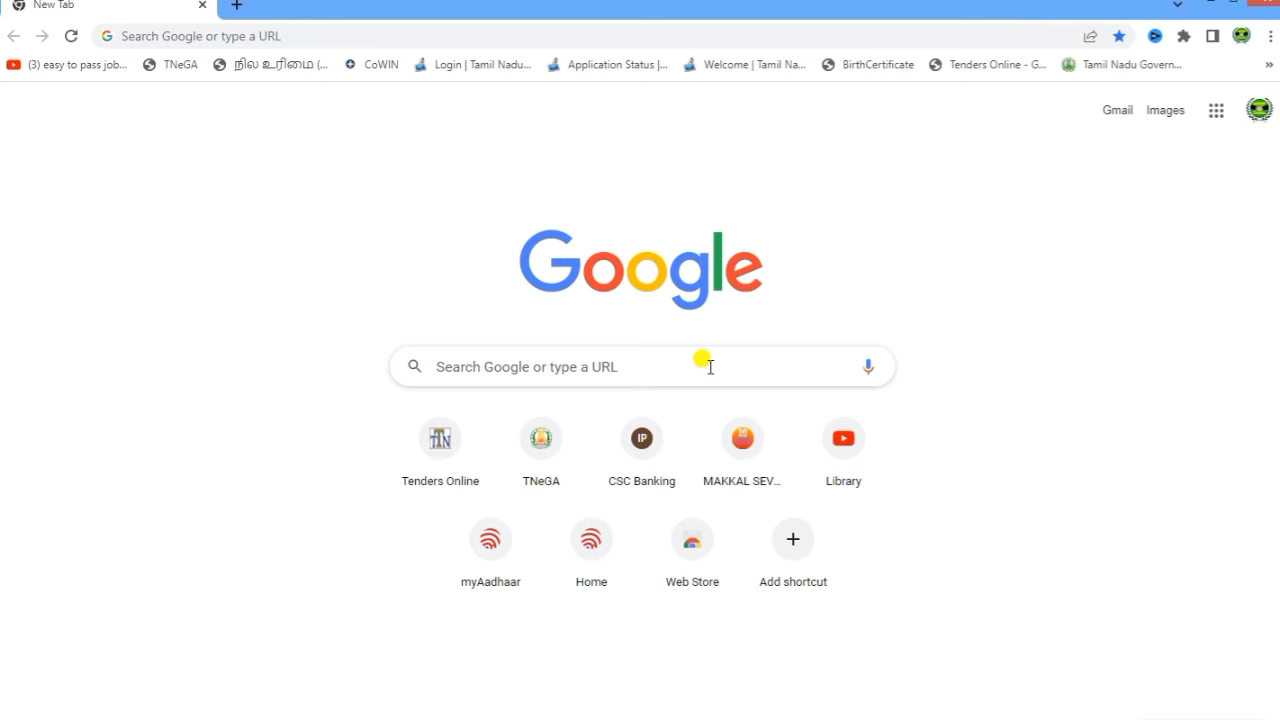 New Tab
Search Google or type a URL
(3) easy to pass job... TNeGA நில உரிமை (... CoWIN Login | Tamil Nadu... Application Status |... Welcome | Tamil Na... BirthCertificate Tenders Online - G... Tamil Nadu Govern...
Gmail Images
Google
Search Google or type a URL
TTN IP
Tenders Online TNeGA CSC Banking MAKKAL SEV... Library
myAadhaar Home Web Store Add shortcut